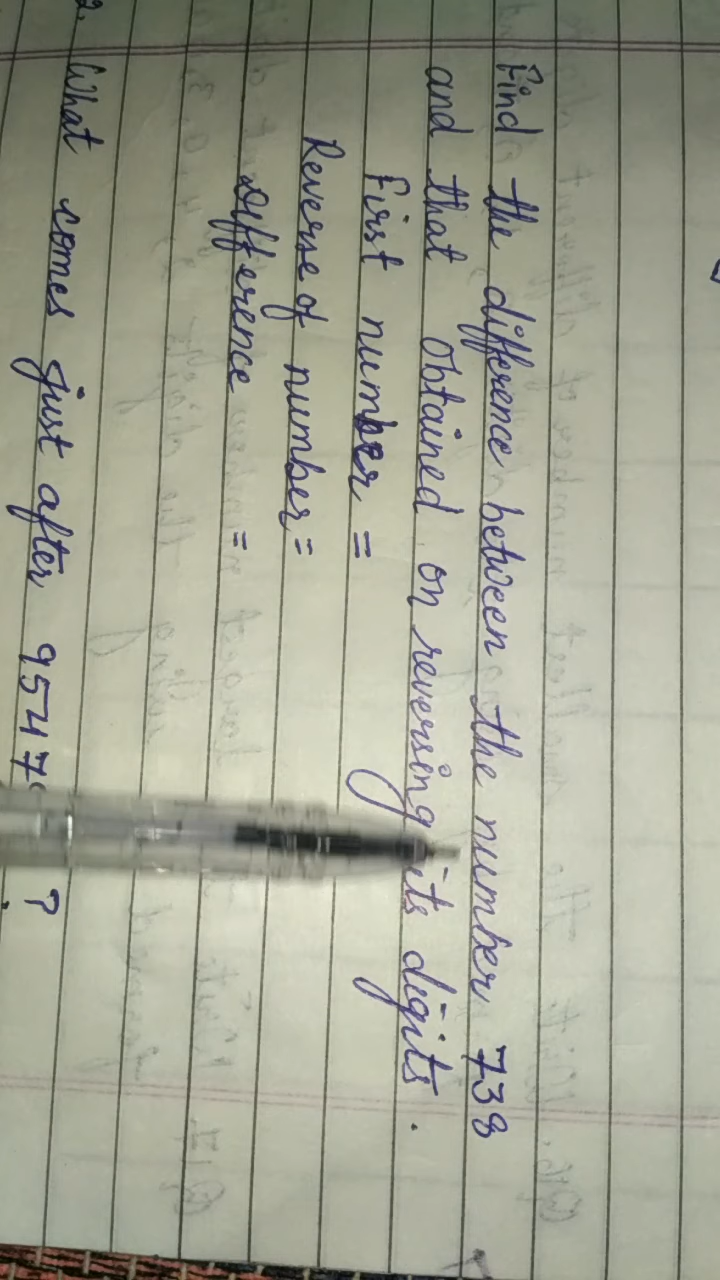 Find the difference between the number 738
and that obtained on reversing its digits.
First number =
Reverse of number =
Difference =
2. What comes just after ?